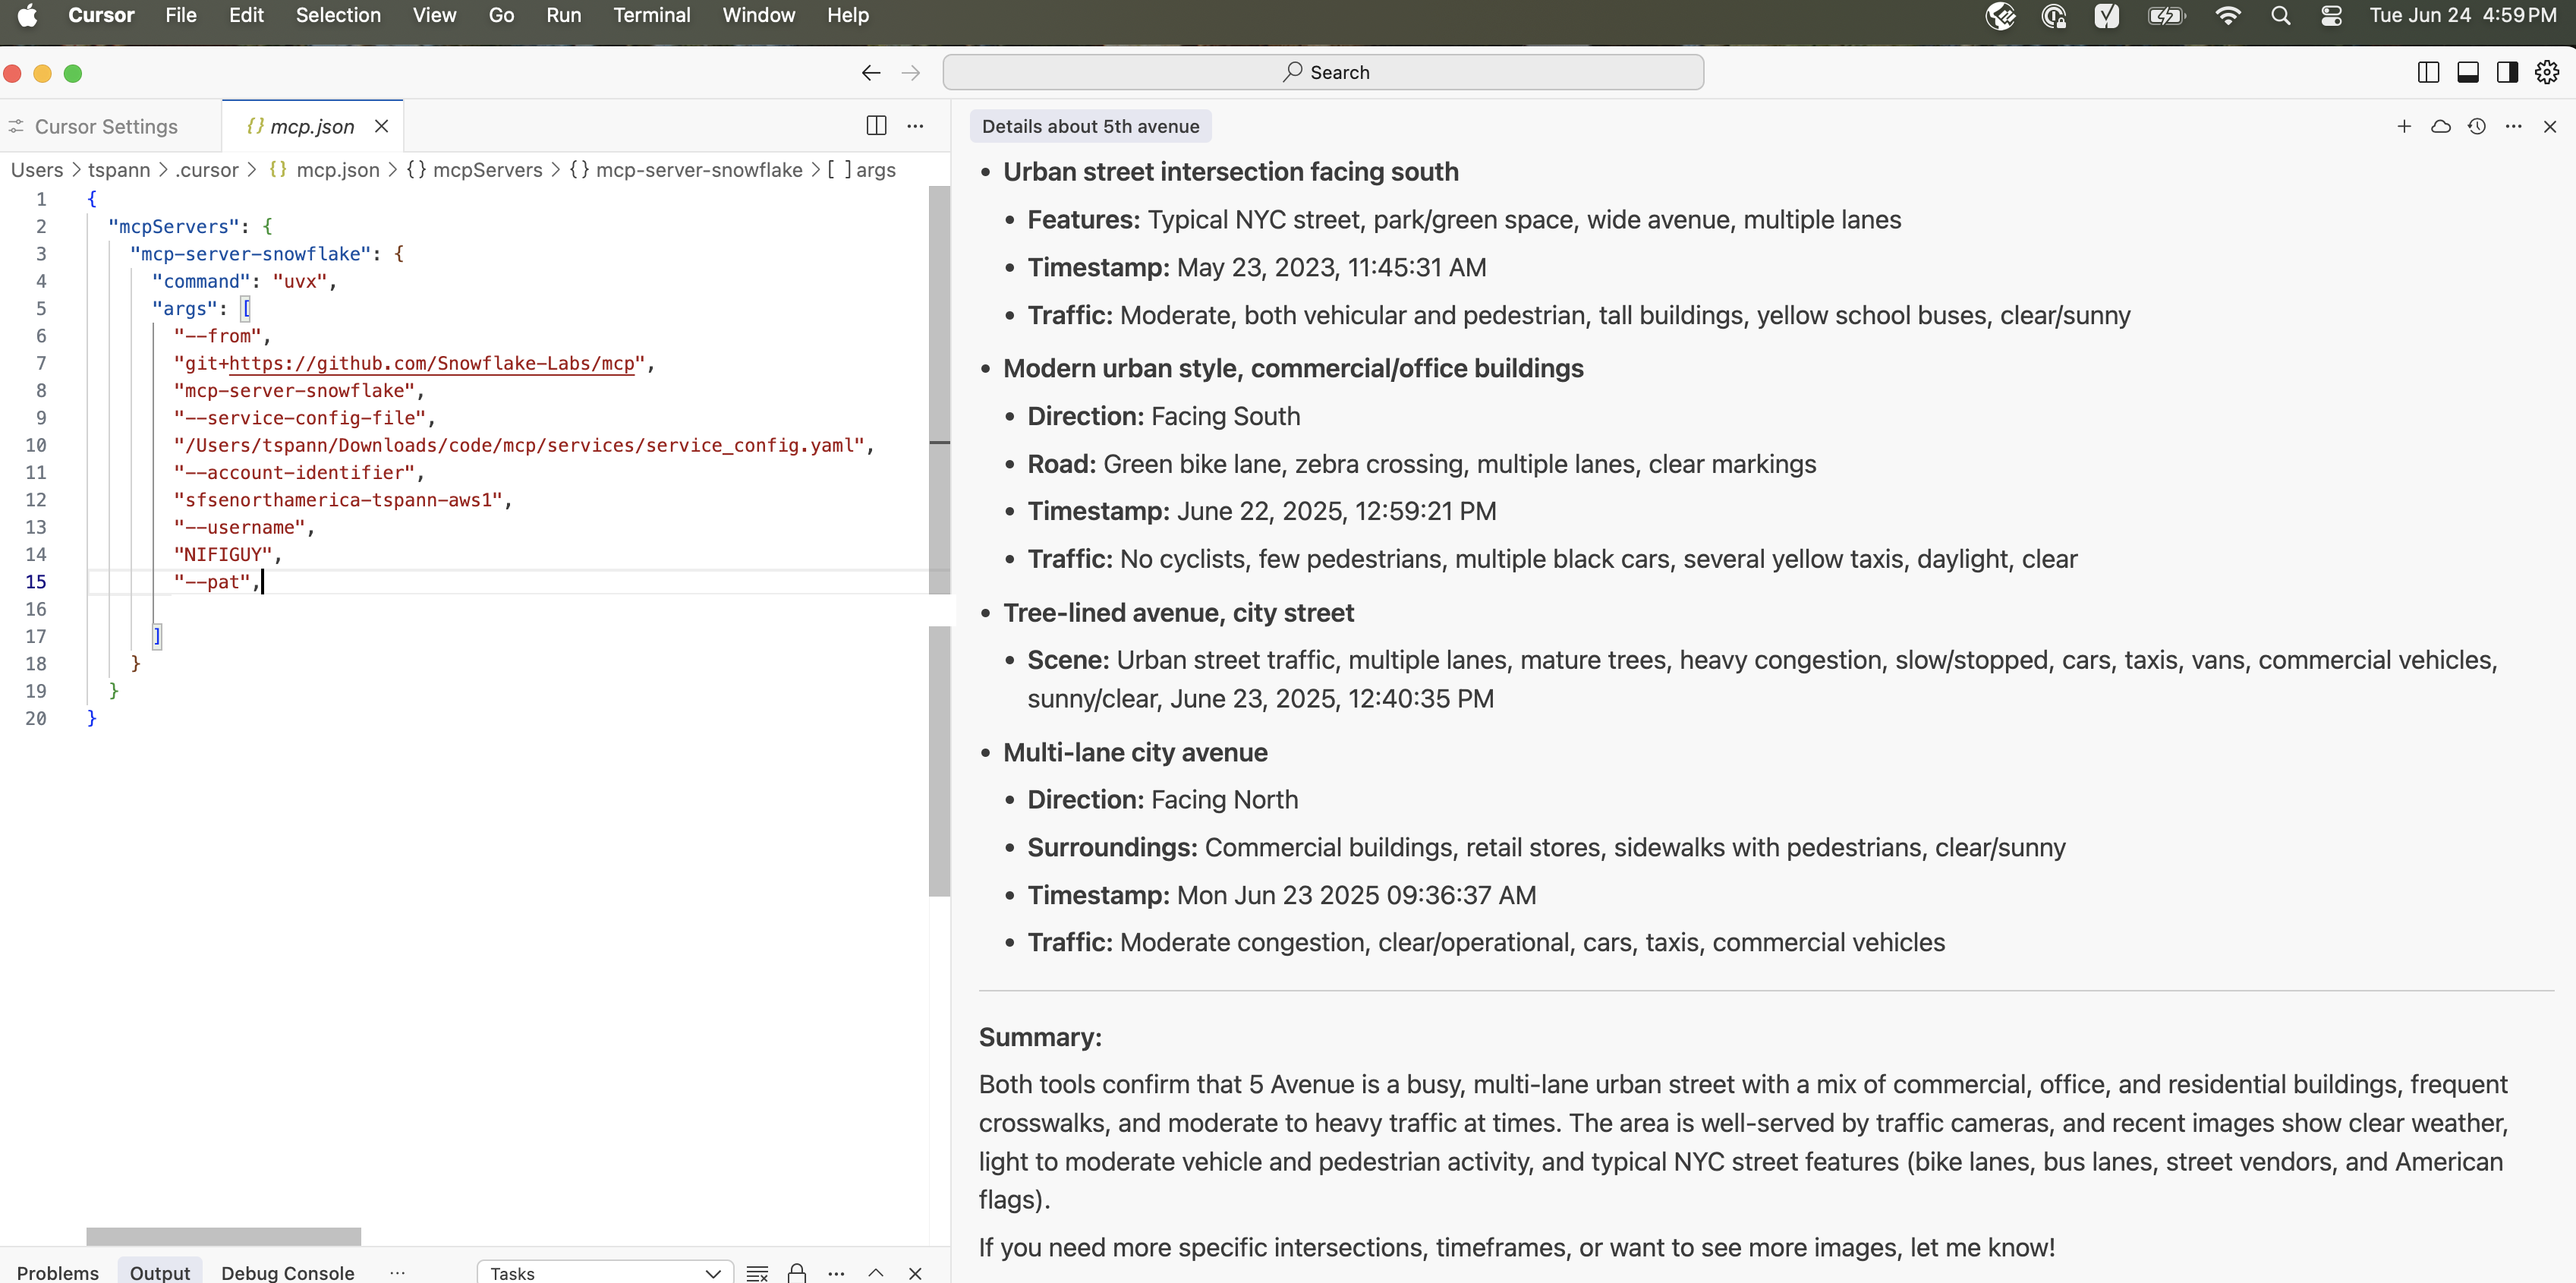 Cursor File Edit Selection View Go Run Terminal Window Help Tue Jun 24 4:59 PM
Search
Cursor Settings
{} mcp.json
Users > tspann > .cursor > {} mcp.json > {} mcpServers > {} mcp-server-snowflake > [ ] args
1 {
2 "mcpServers": {
3 "mcp-server-snowflake": {
4 "command": "uvx",
5 "args": [
6 "--from",
7 "git+https://github.com/Snowflake-Labs/mcp",
8 "mcp-server-snowflake",
9 "--service-config-file",
10 "/Users/tspann/Downloads/code/mcp/services/service_config.yaml",
11 "--account-identifier",
12 "sfsenorthamerica-tspann-aws1",
13 "--username",
14 "NIFIGUY",
15 "--pat",
16
17 ]
18 }
19 }
20 }
Problems Output Debug Console ... Tasks
Details about 5th avenue
• Urban street intersection facing south
• Features: Typical NYC street, park/green space, wide avenue, multiple lanes
• Timestamp: May 23, 2023, 11:45:31 AM
• Traffic: Moderate, both vehicular and pedestrian, tall buildings, yellow school buses, clear/sunny
• Modern urban style, commercial/office buildings
• Direction: Facing South
• Road: Green bike lane, zebra crossing, multiple lanes, clear markings
• Timestamp: June 22, 2025, 12:59:21 PM
• Traffic: No cyclists, few pedestrians, multiple black cars, several yellow taxis, daylight, clear
• Tree-lined avenue, city street
• Scene: Urban street traffic, multiple lanes, mature trees, heavy congestion, slow/stopped, cars, taxis, vans, commercial vehicles,
sunny/clear, June 23, 2025, 12:40:35 PM
• Multi-lane city avenue
• Direction: Facing North
• Surroundings: Commercial buildings, retail stores, sidewalks with pedestrians, clear/sunny
• Timestamp: Mon Jun 23 2025 09:36:37 AM
• Traffic: Moderate congestion, clear/operational, cars, taxis, commercial vehicles
Summary:
Both tools confirm that 5 Avenue is a busy, multi-lane urban street with a mix of commercial, office, and residential buildings, frequent
crosswalks, and moderate to heavy traffic at times. The area is well-served by traffic cameras, and recent images show clear weather,
light to moderate vehicle and pedestrian activity, and typical NYC street features (bike lanes, bus lanes, street vendors, and American
flags).
If you need more specific intersections, timeframes, or want to see more images, let me know!